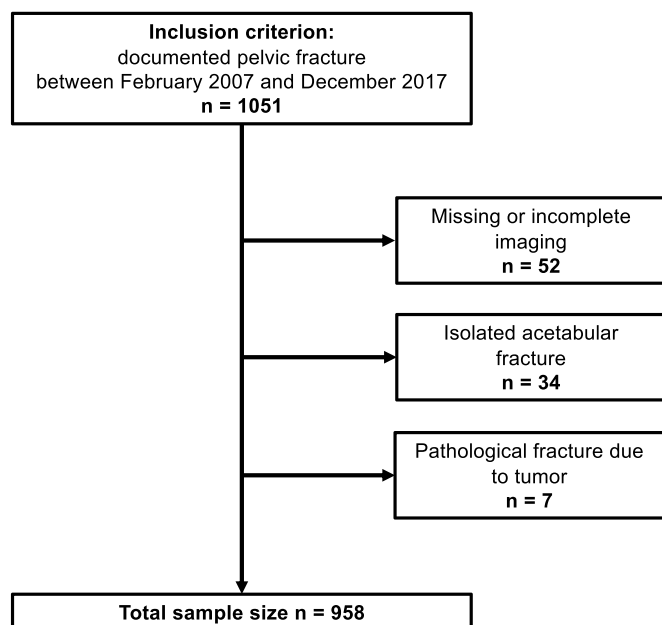 Inclusion criterion:
documented pelvic fracture
between February 2007 and December 2017
n = 1051
Missing or incomplete
imaging
n = 52
Isolated acetabular
fracture
n = 34
Pathological fracture due
to tumor
n = 7
Total sample size n = 958